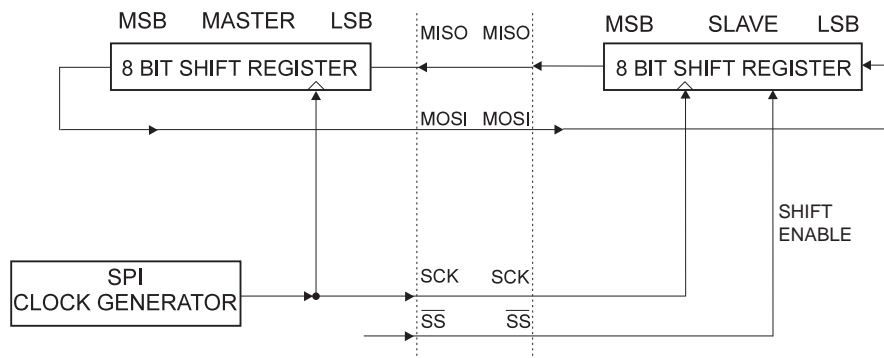 MSB MASTER LSB
MISO MISO
MSB SLAVE LSB
8 BIT SHIFT REGISTER
8 BIT SHIFT REGISTER
MOSI MOSI
SHIFT
ENABLE
SPI
CLOCK GENERATOR
SCK SCK
SS SS